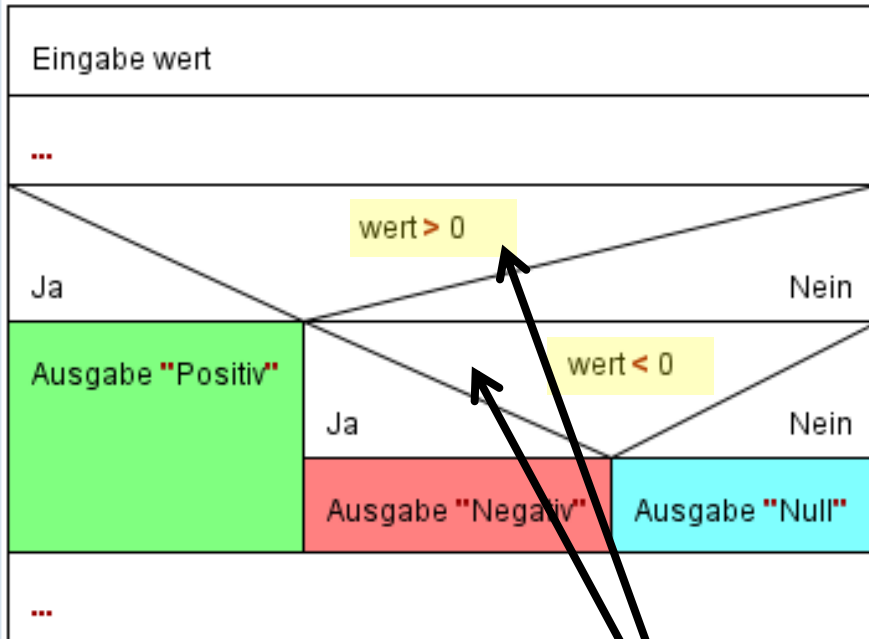 Eingabe wert
...
wert > 0
Ja
Nein
Ausgabe "Positiv"
wert < 0
Ja
Nein
Ausgabe "Negativ"
Ausgabe "Null"
...